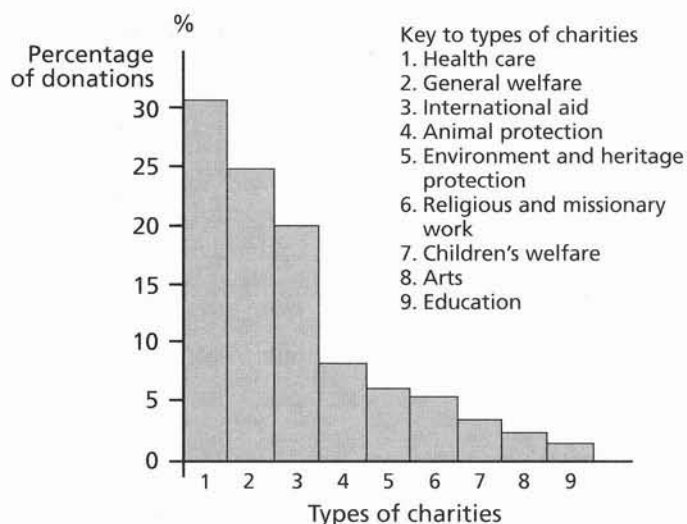 %
Percentage
of donations
30
25
20
15
10
5
0
1 2 3 4 5 6 7 8 9
Types of charities
Key to types of charities
1. Health care
2. General welfare
3. International aid
4. Animal protection
5. Environment and heritage
protection
6. Religious and missionary
work
7. Children's welfare
8. Arts
9. Education